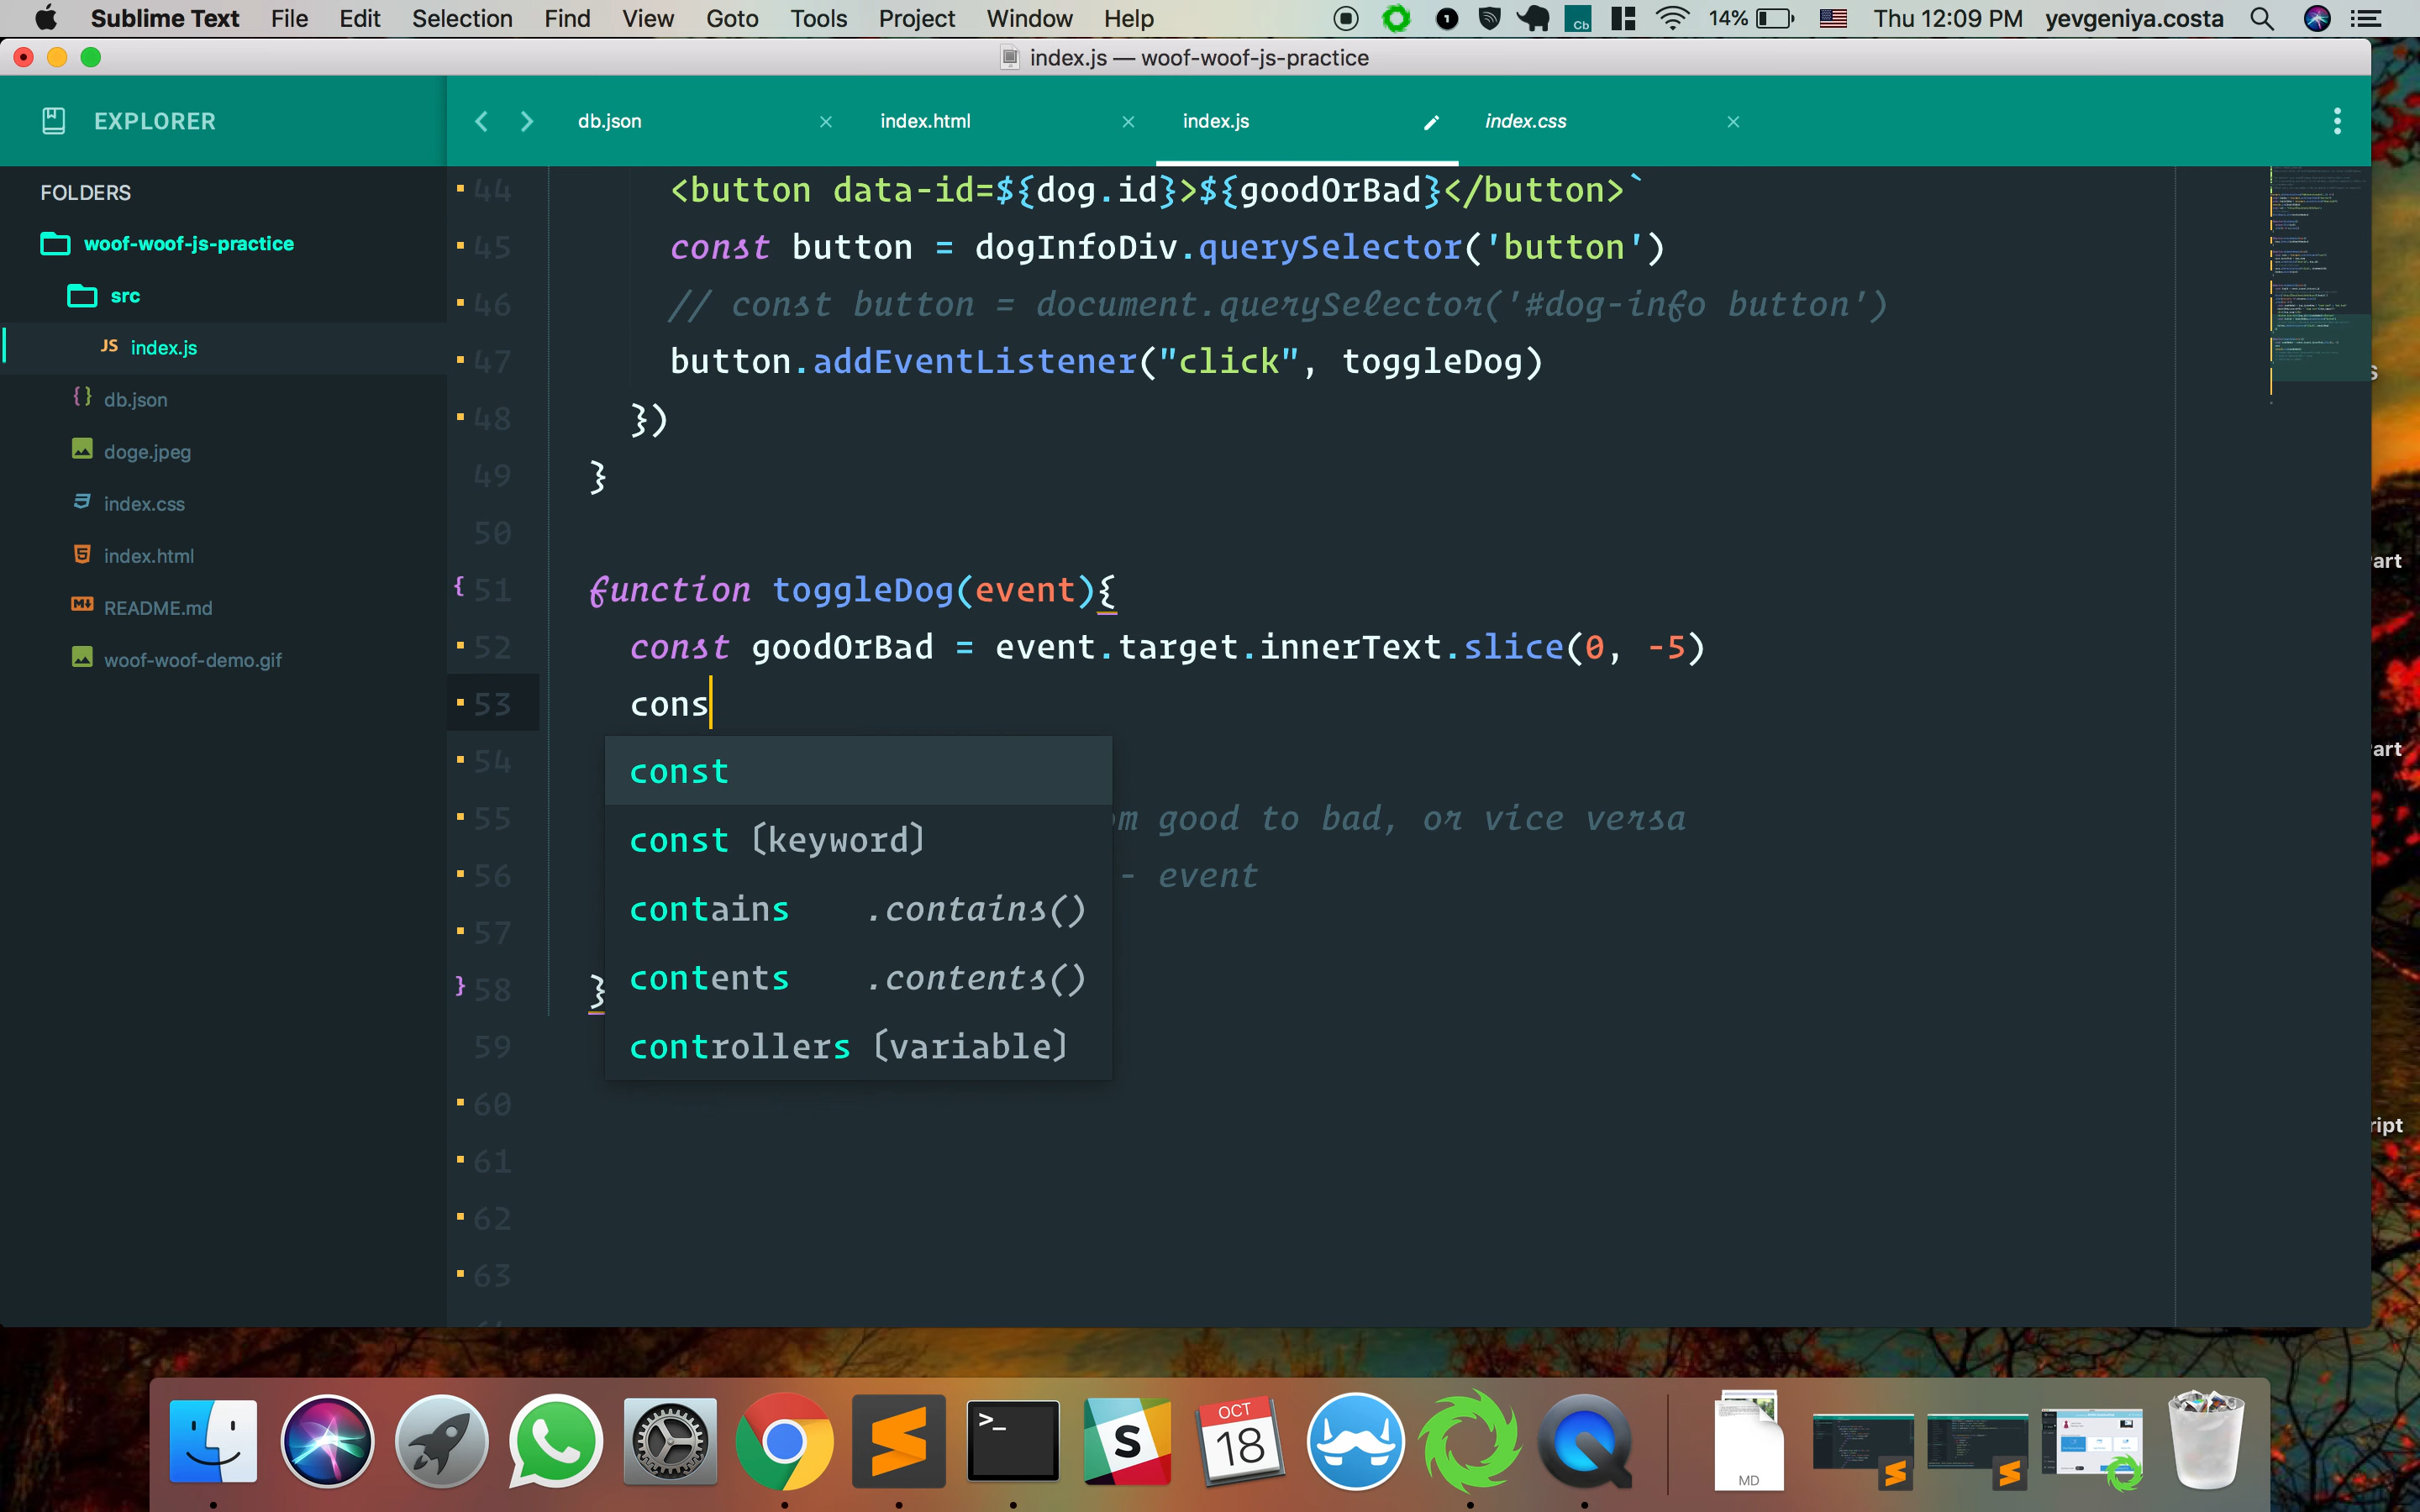 Sublime Text File Edit Selection Find View Goto Tools Project Window Help 1 Cb 14% Thu 12:09 PM yevgeniya.costa
index.js — woof-woof-js-practice
EXPLORER
db.json index.html index.js index.css
FOLDERS
woof-woof-js-practice
src
JS index.js
{} db.json
doge.jpeg
index.css
index.html
README.md
woof-woof-demo.gif
44 <button data-id=${dog.id}>${goodOrBad}</button>`
45 const button = dogInfoDiv.querySelector('button')
46 // const button = document.querySelector('#dog-info button')
47 button.addEventListener("click", toggleDog)
48 })
49 }
50
{ 51 function toggleDog(event){
52 const goodOrBad = event.target.innerText.slice(0, -5)
53 cons
54
55 m good to bad, or vice versa
56 - event
57
} 58 }
59
60
61
62
63
const
const (keyword)
contains .contains()
contents .contents()
controllers (variable)
art
art
ript
>_
S
OCT
18
MD